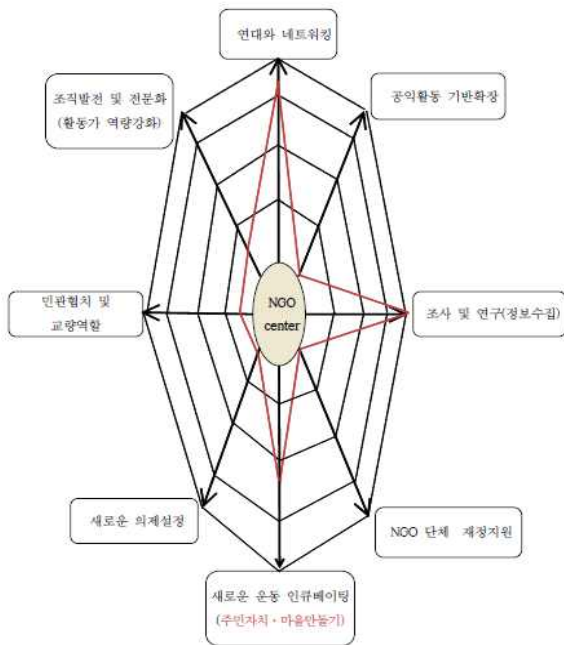 연대와 네트워킹
조직발전 및 전문화
(활동가 역량강화)
공익활동 기반확장
민관협치 및
교량역할
NGO
center
조사 및 연구(정보수집)
새로운 의제설정
NGO 단체 재정지원
새로운 운동 인큐베이팅
(주민자치・마을만들기)